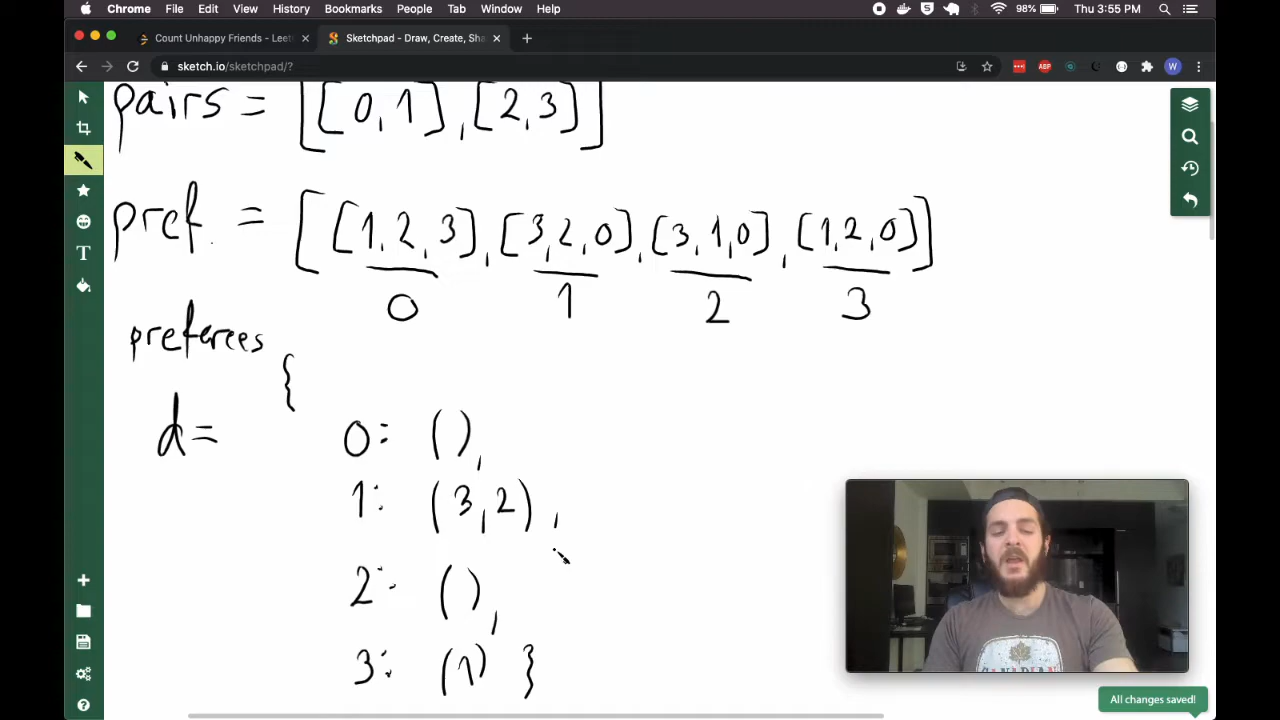 Chrome File Edit View History Bookmarks People Tab Window Help 98% Thu 3:55 PM
Count Unhappy Friends - Leet Sketchpad - Draw, Create, Sha
sketch.io/sketchpad/? ABP W
pairs = [[0,1],[2,3]]
pref. = [[1,2,3],[3,2,0],[3,1,0],[1,2,0]]
0 1 2 3
preferees
{
d= 0: (),
1: (3,2),
2: (),
3: (1) }
CANADIAN
All changes saved!